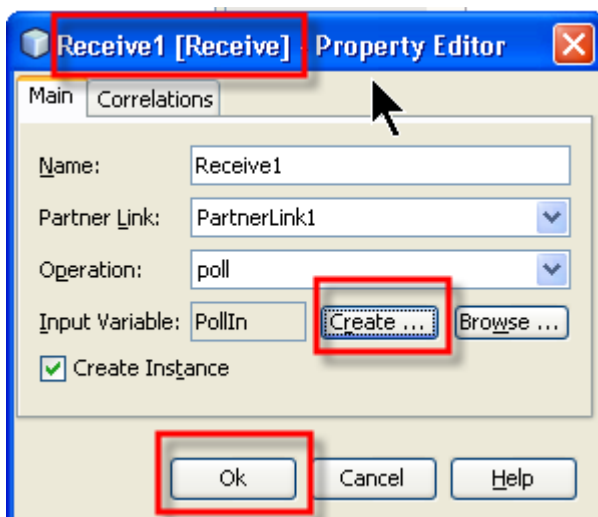 Receive1 [Receive] - Property Editor
Main Correlations
Name: Receive1
Partner Link: PartnerLink1
Operation: poll
Input Variable: PollIn Create ... Browse ...
Create Instance
Ok Cancel Help